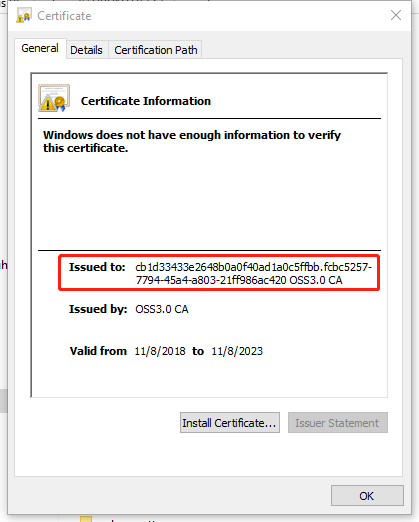 Certificate
General Details Certification Path
Certificate Information
Windows does not have enough information to verify
this certificate.
Issued to: cb1d33433e2648b0a0f40ad1a0c5ffbb.fcbc5257-
7794-45a4-a803-21ff986ac420 OSS3.0 CA
Issued by: OSS3.0 CA
Valid from 11/8/2018 to 11/8/2023
Install Certificate... Issuer Statement
OK